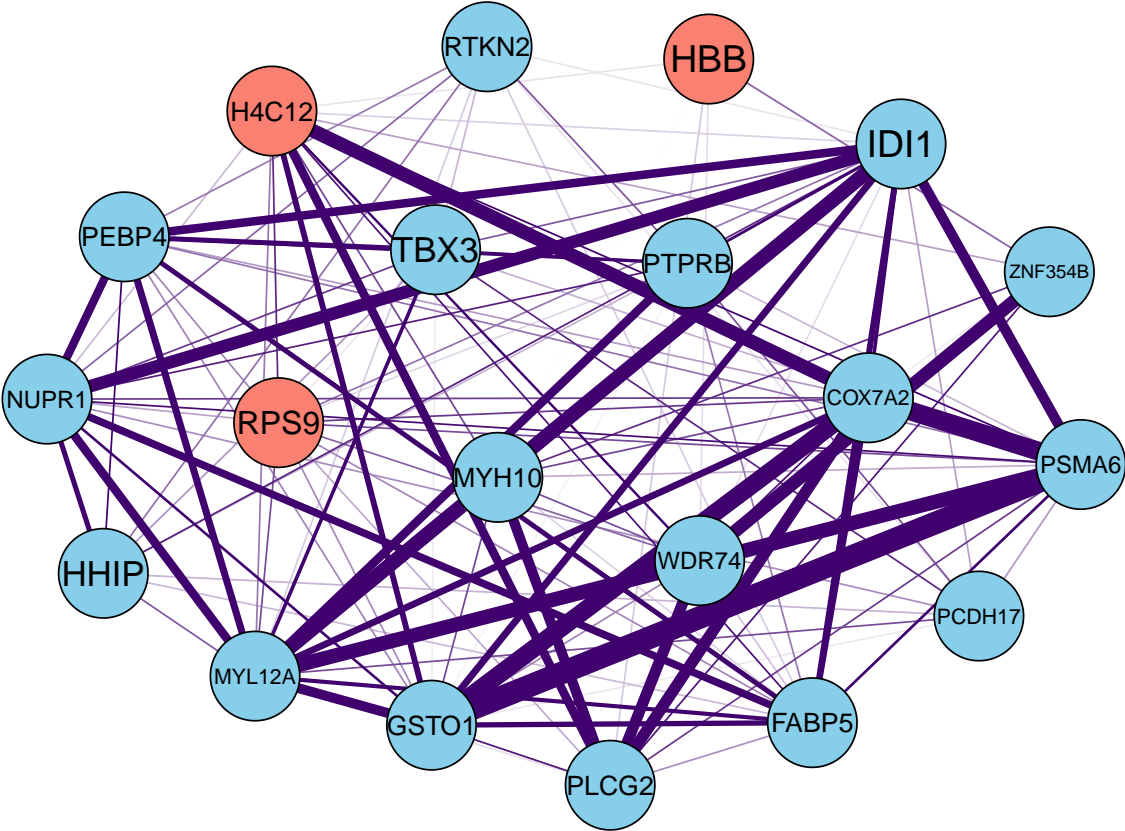 RTKN2
HBB
H4C12
IDI1
PEBP4
TBX3
PTPRB
ZNF354B
NUPR1
RPS9
COX7A2
MYH10
PSMA6
WDR74
HHIP
PCDH17
MYL12A
GSTO1
FABP5
PLCG2